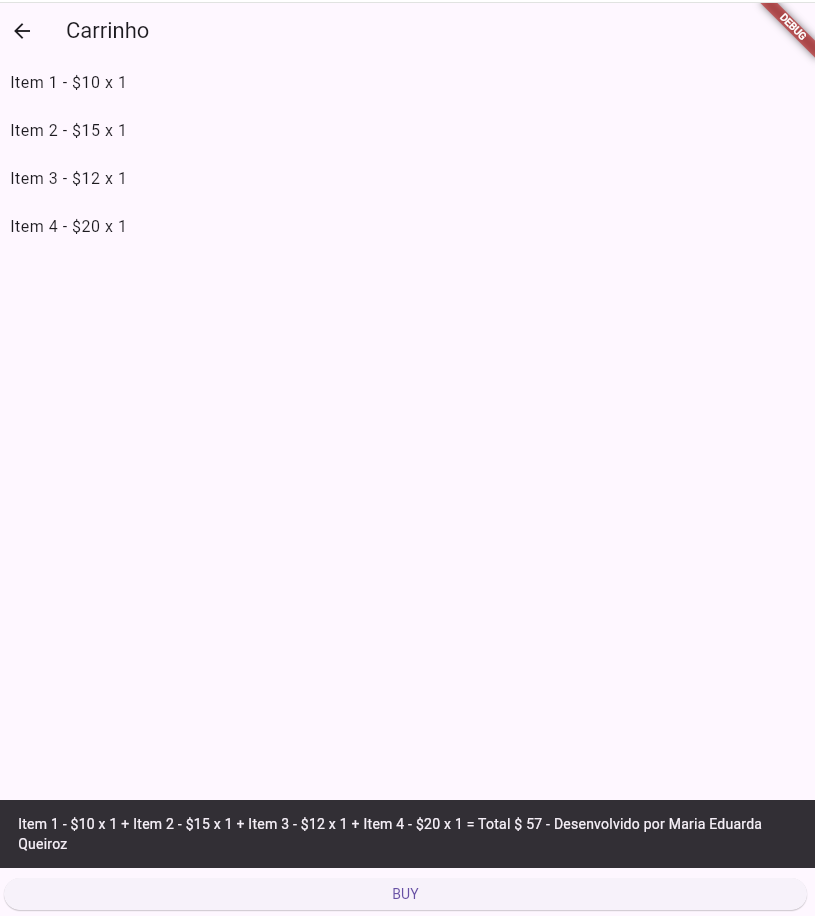 Carrinho
DEBUG
Item 1 - $10 x 1
Item 2 - $15 x 1
Item 3 - $12 x 1
Item 4 - $20 x 1
Item 1 - $10 x 1 + Item 2 - $15 x 1 + Item 3 - $12 x 1 + Item 4 - $20 x 1 = Total $ 57 - Desenvolvido por Maria Eduarda
Queiroz
BUY